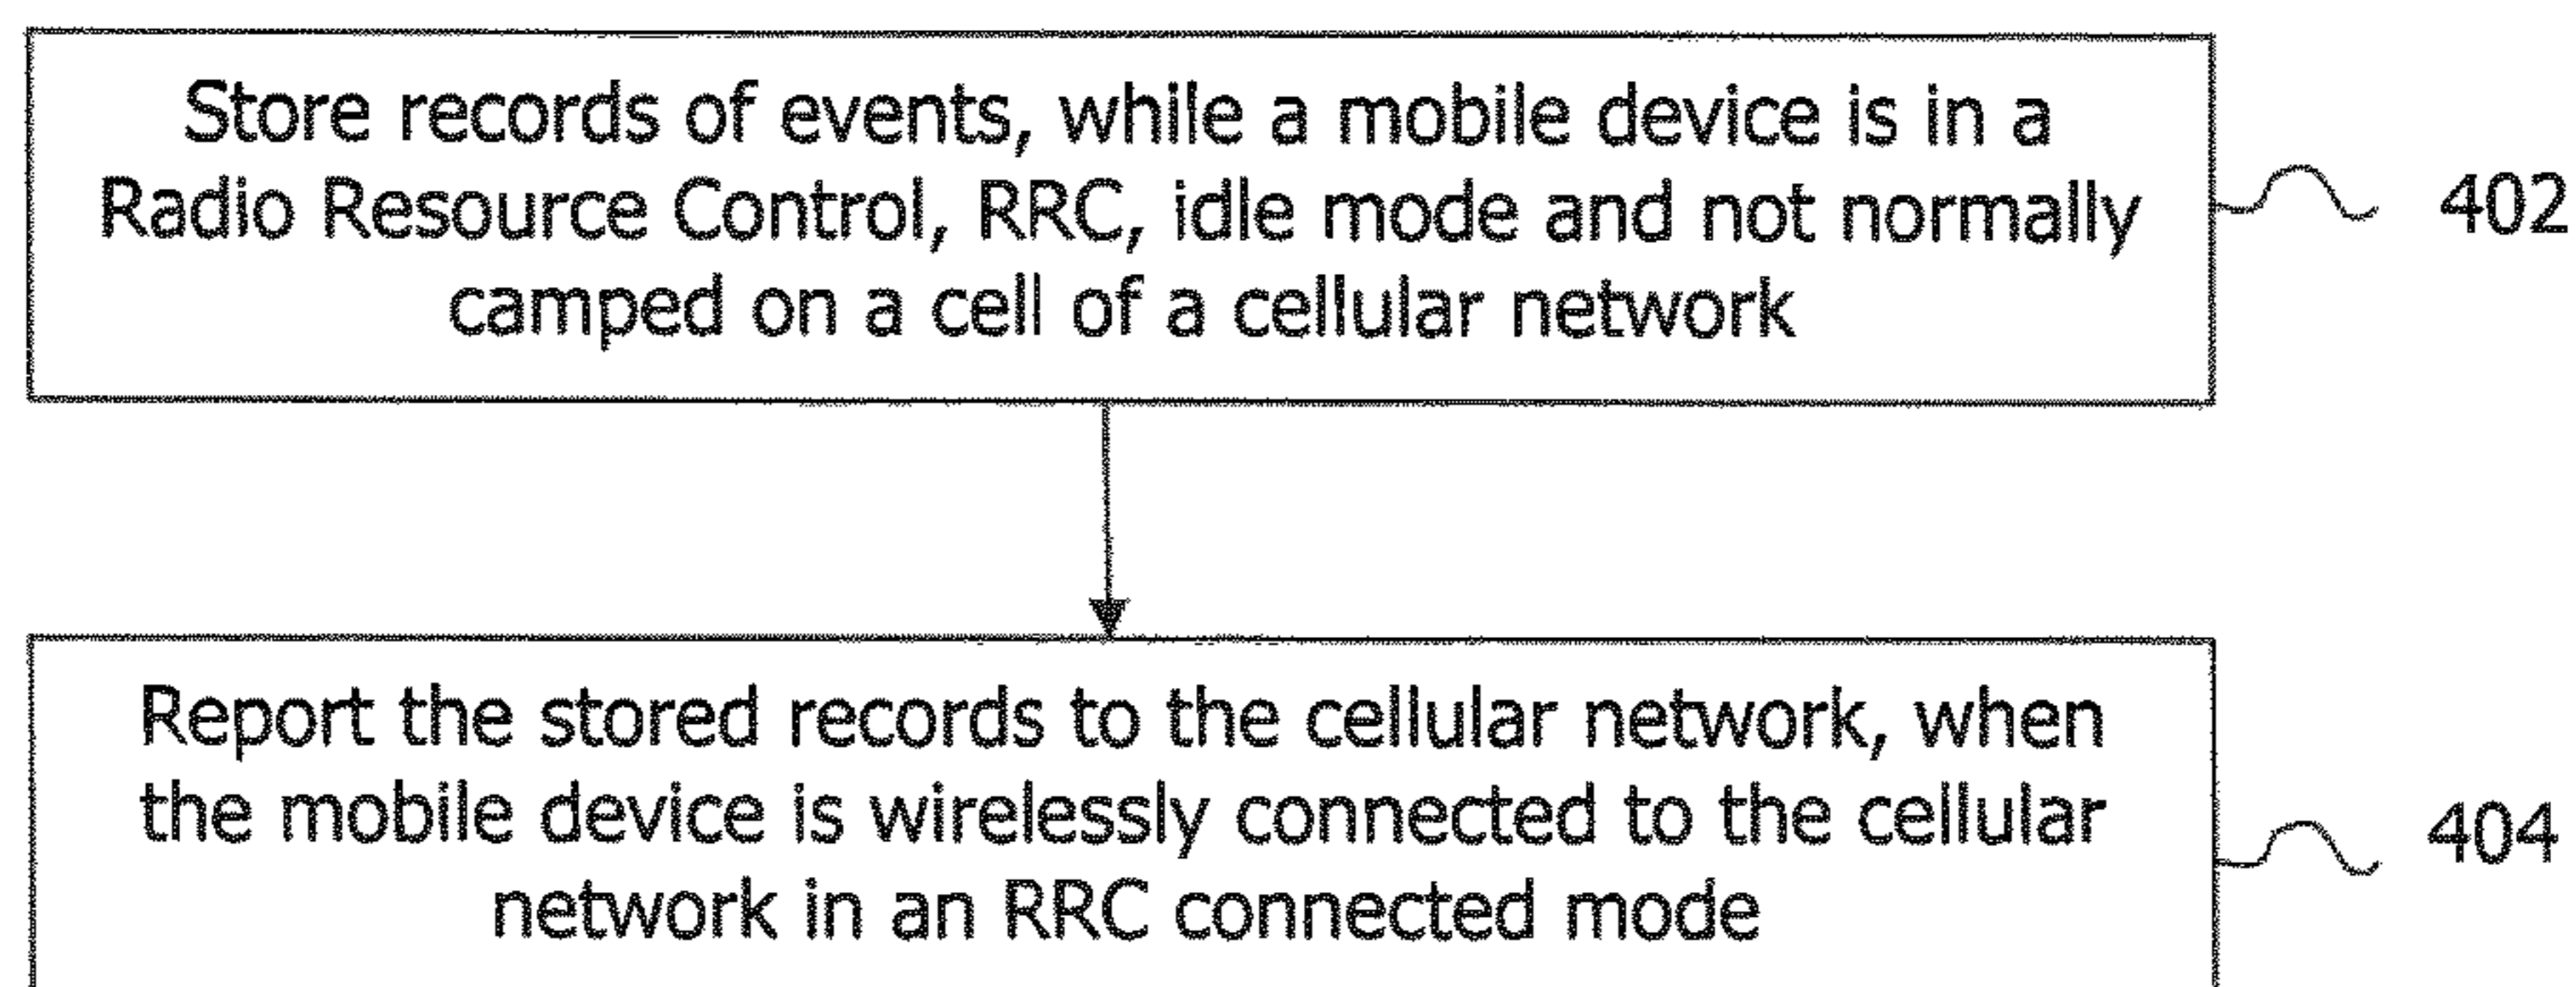 Store records of events, while a mobile device is in a
Radio Resource Control, RRC, idle mode and not normally
camped on a cell of a cellular network
402
Report the stored records to the cellular network, when
the mobile device is wirelessly connected to the cellular
network in an RRC connected mode
404